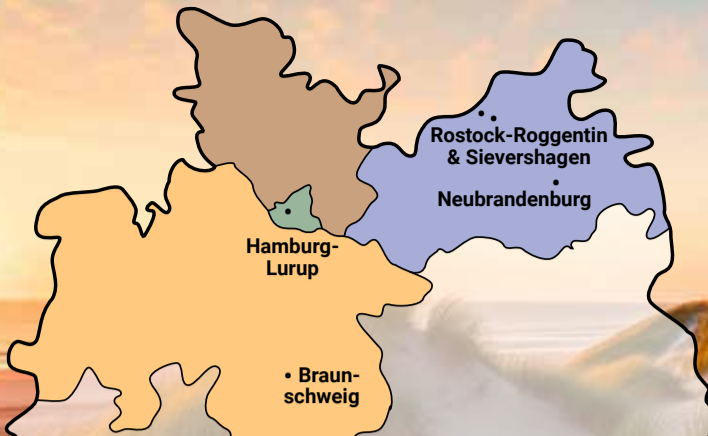 Rostock-Roggentin
& Sievershagen
Neubrandenburg
Hamburg-
Lurup
• Braun-
schweig